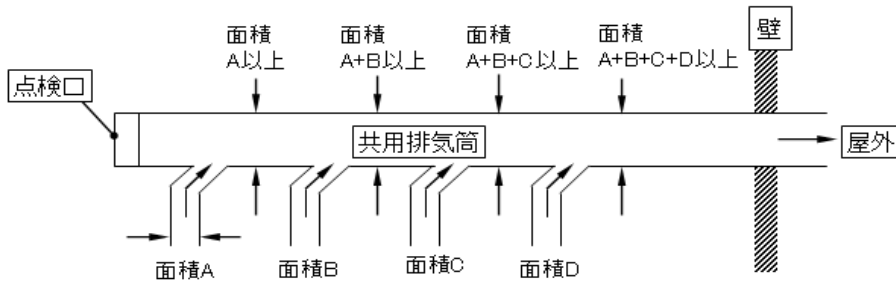 面積
A以上
面積
A+B以上
面積
A+B+C以上
面積
A+B+C+D以上
壁
点検口
共用排気筒
屋外
面積A
面積B
面積C
面積D